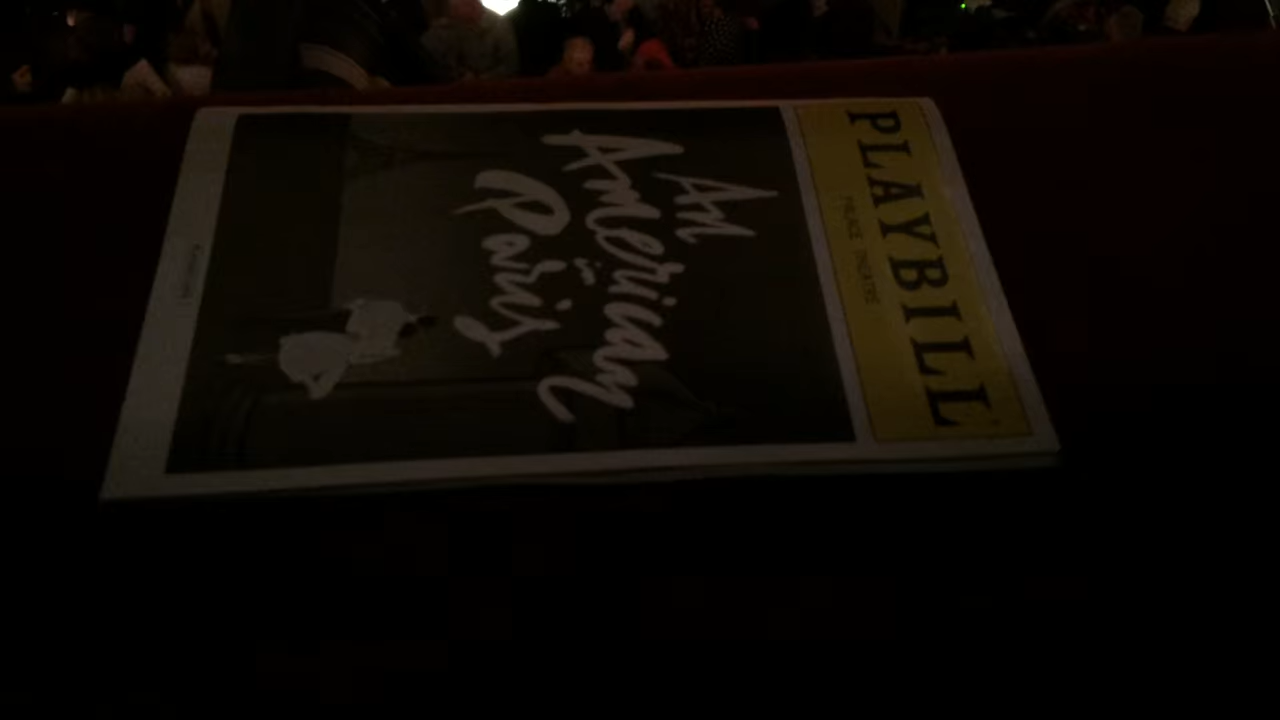 PLAYBILL
PALACE THEATRE
An
American
in
Paris